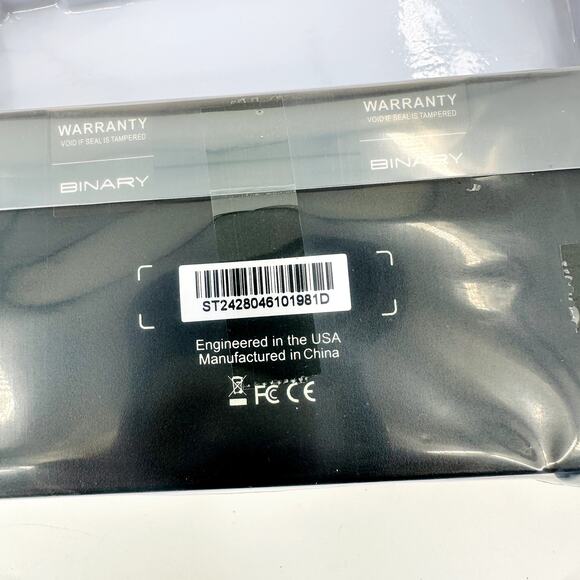 WARRANTY
VOID IF SEAL IS TAMPERED
BINARY
WARRANTY
VOID IF SEAL IS TAMPERED
BINARY
ST2428046101981D
Engineered in the USA
Manufactured in China
FC CE